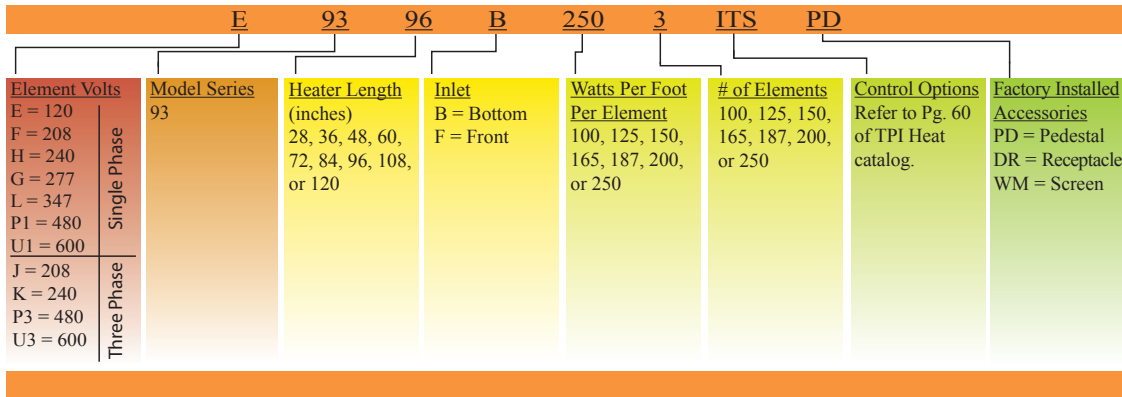 E 93 96 B 250 3 ITS PD
Element Volts
E = 120
F = 208
H = 240
G = 277
L = 347
P1 = 480
U1 = 600
Single Phase
J = 208
K = 240
P3 = 480
U3 = 600
Three Phase
Model Series
93
Heater Length
(inches)
28, 36, 48, 60,
72, 84, 96, 108,
or 120
Inlet
B = Bottom
F = Front
Watts Per Foot
Per Element
100, 125, 150,
165, 187, 200,
or 250
# of Elements
100, 125, 150,
165, 187, 200,
or 250
Control Options
Refer to Pg. 60
of TPI Heat
catalog.
Factory Installed
Accessories
PD = Pedestal
DR = Receptacle
WM = Screen